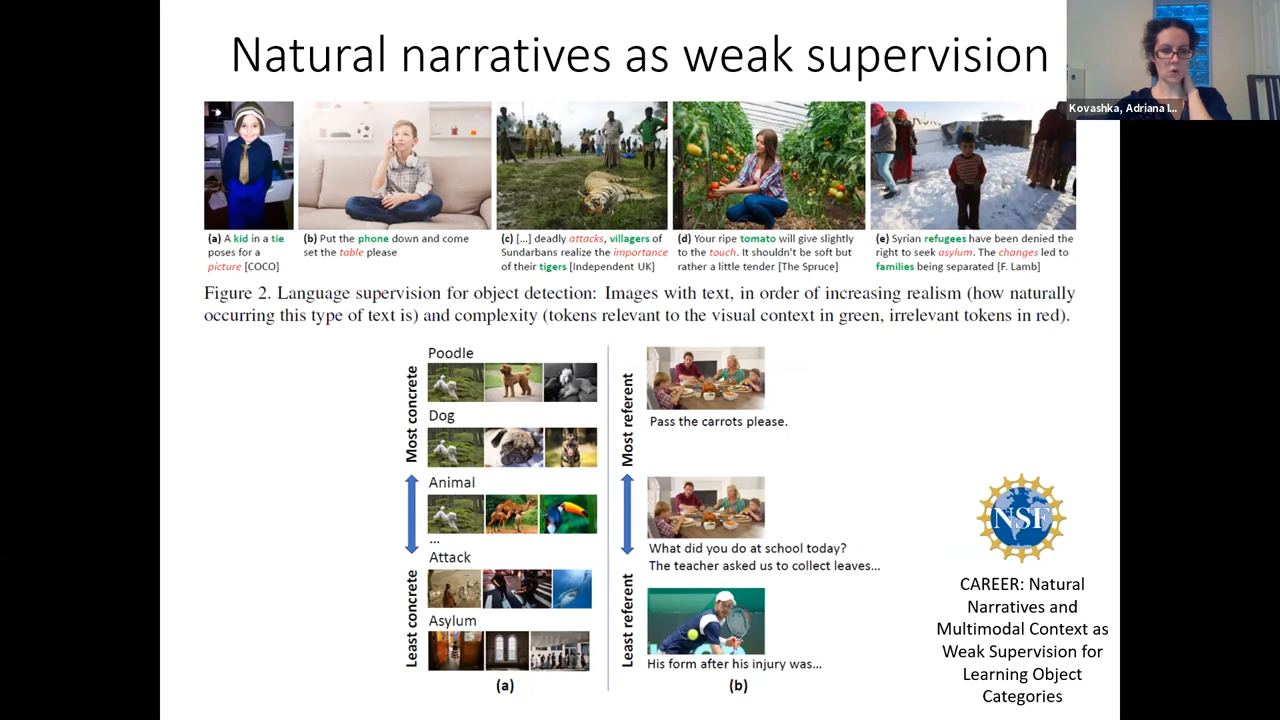 Natural narratives as weak supervision
Kovashka, Adriana I...
(a) A kid in a tie
poses for a
picture [COCO]
(b) Put the phone down and come
set the table please
(c) [...] deadly attacks, villagers of
Sundarbans realize the importance
of their tigers [Independent UK]
(d) Your ripe tomato will give slightly
to the touch. It shouldn't be soft but
rather a little tender [The Spruce]
(e) Syrian refugees have been denied the
right to seek asylum. The changes led to
families being separated [F. Lamb]
Figure 2. Language supervision for object detection: Images with text, in order of increasing realism (how naturally
occurring this type of text is) and complexity (tokens relevant to the visual context in green, irrelevant tokens in red).
Most concrete
Least concrete
Poodle
Dog
Animal
...
Attack
Asylum
(a)
Most referent
Least referent
Pass the carrots please.
What did you do at school today?
The teacher asked us to collect leaves...
His form after his injury was...
(b)
NSF
CAREER: Natural
Narratives and
Multimodal Context as
Weak Supervision for
Learning Object
Categories